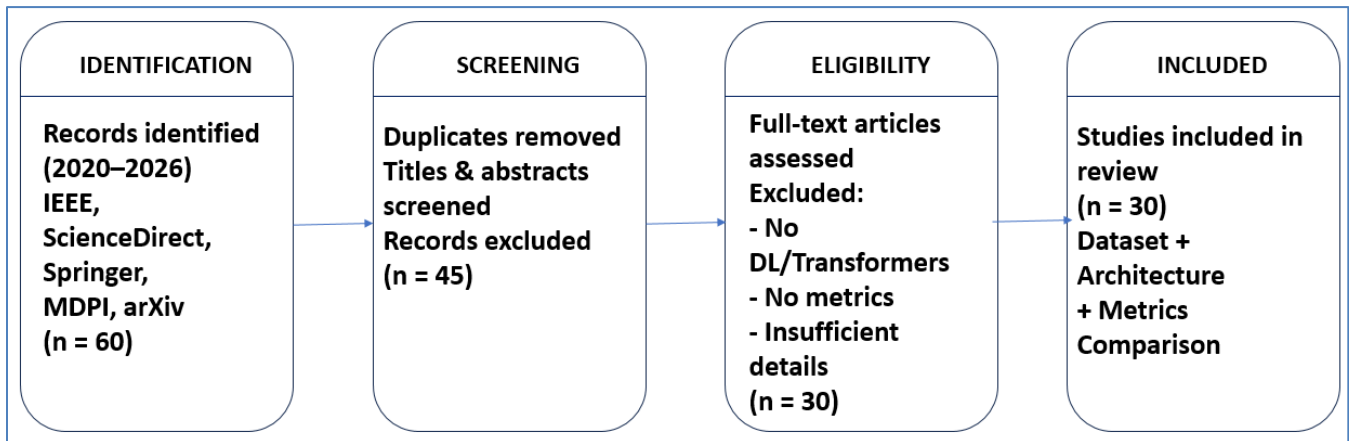 IDENTIFICATION
Records identified
(2020–2026)
IEEE,
ScienceDirect,
Springer,
MDPI, arXiv
(n = 60)
SCREENING
Duplicates removed
Titles & abstracts
screened
Records excluded
(n = 45)
ELIGIBILITY
Full-text articles
assessed
Excluded:
- No
DL/Transformers
- No metrics
- Insufficient
details
(n = 30)
INCLUDED
Studies included in
review
(n = 30)
Dataset +
Architecture
+ Metrics
Comparison